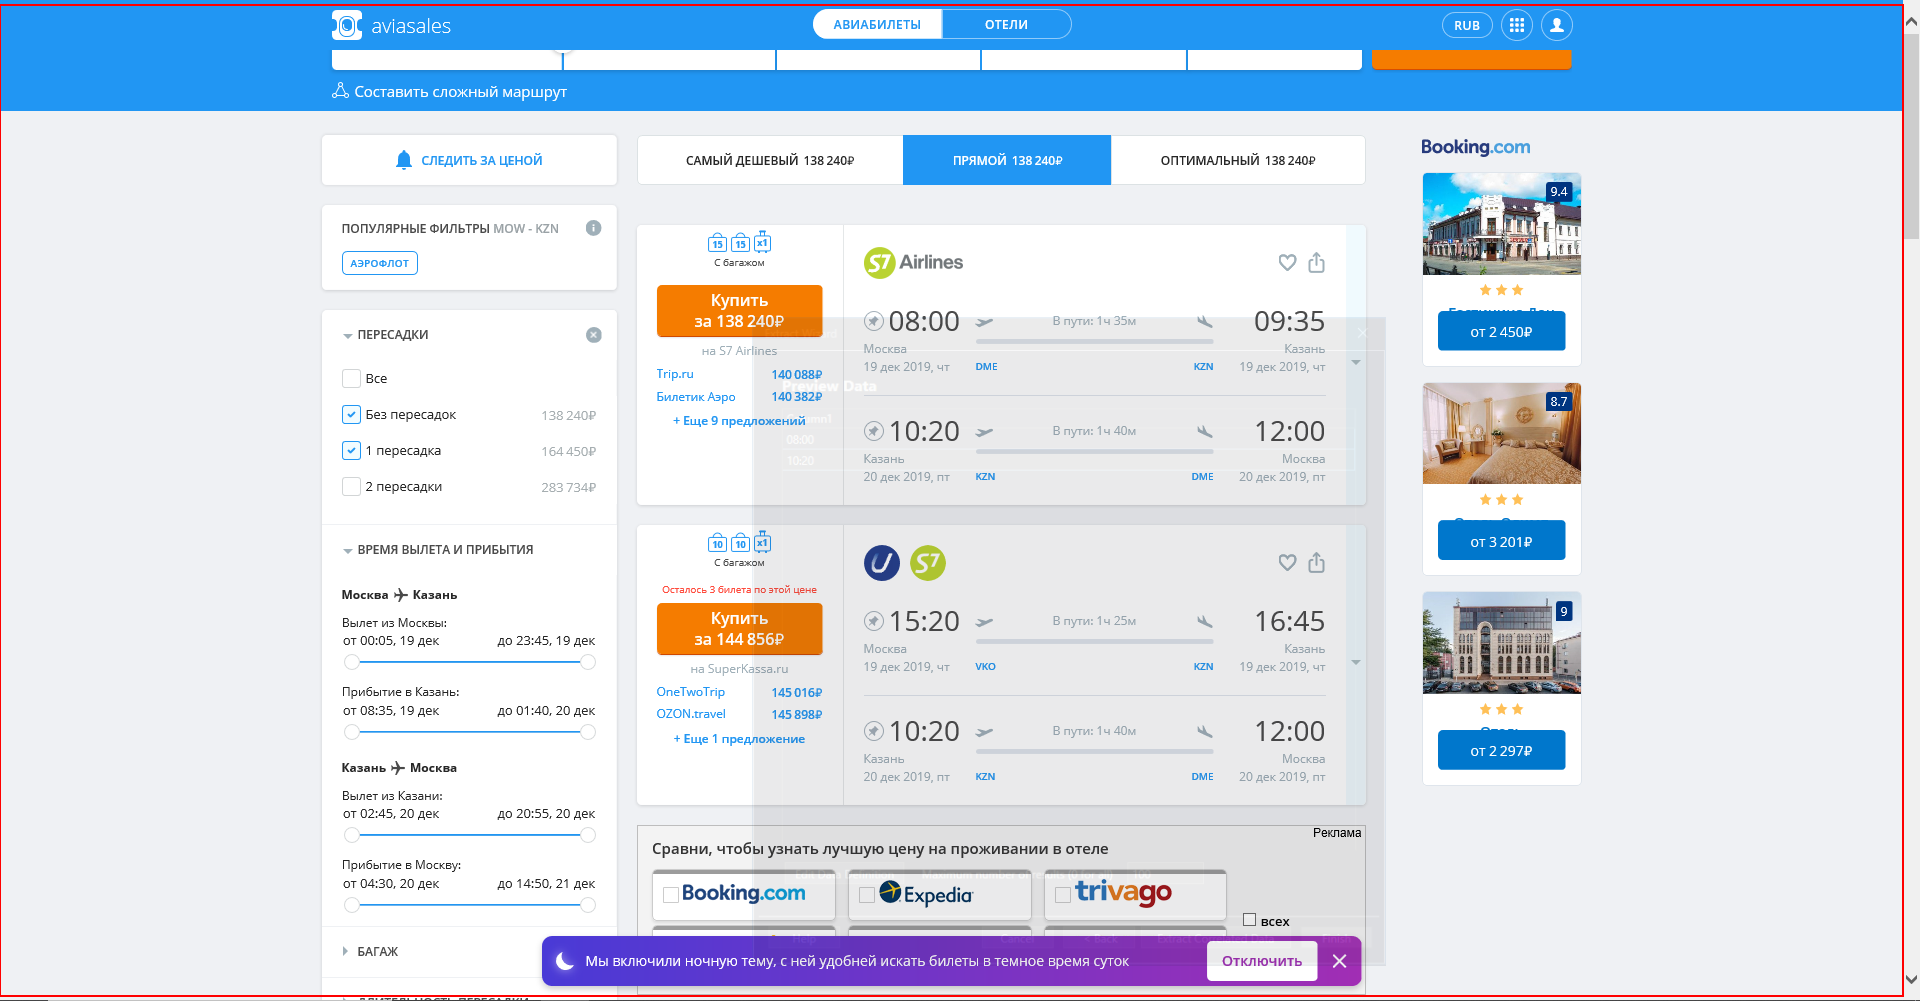 aviasales
АВИАБИЛЕТЫ
ОТЕЛИ
RUB
Составить сложный маршрут
СЛЕДИТЬ ЗА ЦЕНОЙ
ПОПУЛЯРНЫЕ ФИЛЬТРЫ MOW - KZN
АЭРОФЛОТ
ПЕРЕСАДКИ
Все
Без пересадок 138 240₽
1 пересадка 164 450₽
2 пересадки 283 734₽
ВРЕМЯ ВЫЛЕТА И ПРИБЫТИЯ
Москва Казань
Вылет из Москвы:
от 00:05, 19 дек до 23:45, 19 дек
Прибытие в Казань:
от 08:35, 19 дек до 01:40, 20 дек
Казань Москва
Вылет из Казани:
от 02:45, 20 дек до 20:55, 20 дек
Прибытие в Москву:
от 04:30, 20 дек до 14:50, 21 дек
БАГАЖ
ДЛИТЕЛЬНОСТЬ ПЕРЕСАДКИ
САМЫЙ ДЕШЕВЫЙ 138 240₽
ПРЯМОЙ 138 240₽
ОПТИМАЛЬНЫЙ 138 240₽
15 15 x1
С багажом
Купить
за 138 240₽
на S7 Airlines
Trip.ru 140 088₽
Билетик Аэро 140 382₽
+ Еще 9 предложений
S7 Airlines
08:00 В пути: 1ч 35м 09:35
Москва Казань
19 дек 2019, чт DME KZN 19 дек 2019, чт
10:20 В пути: 1ч 40м 12:00
Казань Москва
20 дек 2019, пт KZN DME 20 дек 2019, пт
Preview Data
08:00
10:20
10 10 x1
С багажом
Осталось 3 билета по этой цене
Купить
за 144 856₽
на SuperKassa.ru
OneTwoTrip 145 016₽
OZON.travel 145 898₽
+ Еще 1 предложение
U S7
15:20 В пути: 1ч 25м 16:45
Москва Казань
19 дек 2019, чт VKO KZN 19 дек 2019, чт
10:20 В пути: 1ч 40м 12:00
Казань Москва
20 дек 2019, пт KZN DME 20 дек 2019, пт
Реклама
Сравни, чтобы узнать лучшую цену на проживании в отеле
Booking.com
Expedia
trivago
всех
Мы включили ночную тему, с ней удобней искать билеты в темное время суток
Отключить
Booking.com
9.4
от 2 450₽
8.7
от 3 201₽
9
от 2 297₽